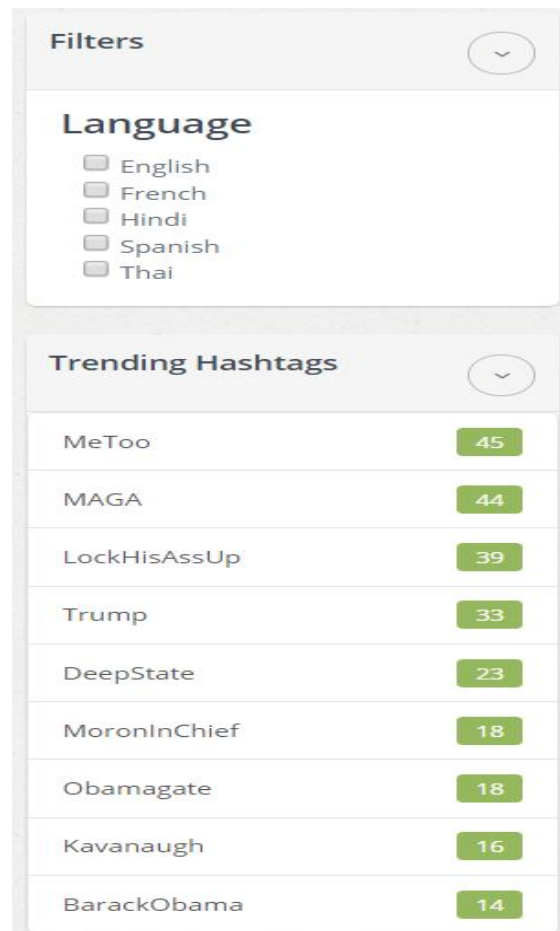 Filters
Language
English
French
Hindi
Spanish
Thai
Trending Hashtags
MeToo 45
MAGA 44
LockHisAssUp 39
Trump 33
DeepState 23
MoronInChief 18
Obamagate 18
Kavanaugh 16
BarackObama 14